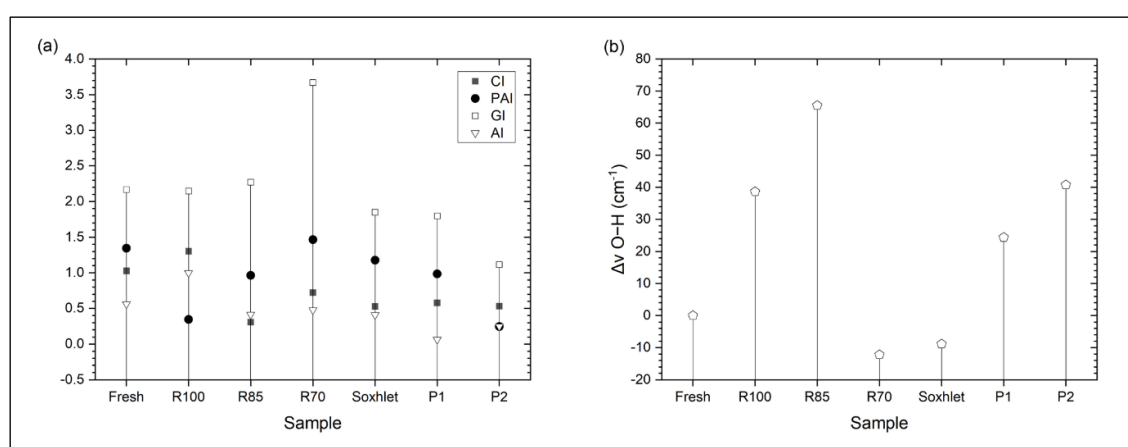 (a)
4.0
3.5
3.0
2.5
2.0
1.5
1.0
0.5
0.0
-0.5
CI
PAI
GI
AI
Fresh R100 R85 R70 Soxhlet P1 P2
Sample
(b)
Δν O–H (cm⁻¹)
80
70
60
50
40
30
20
10
0
-10
-20
Fresh R100 R85 R70 Soxhlet P1 P2
Sample